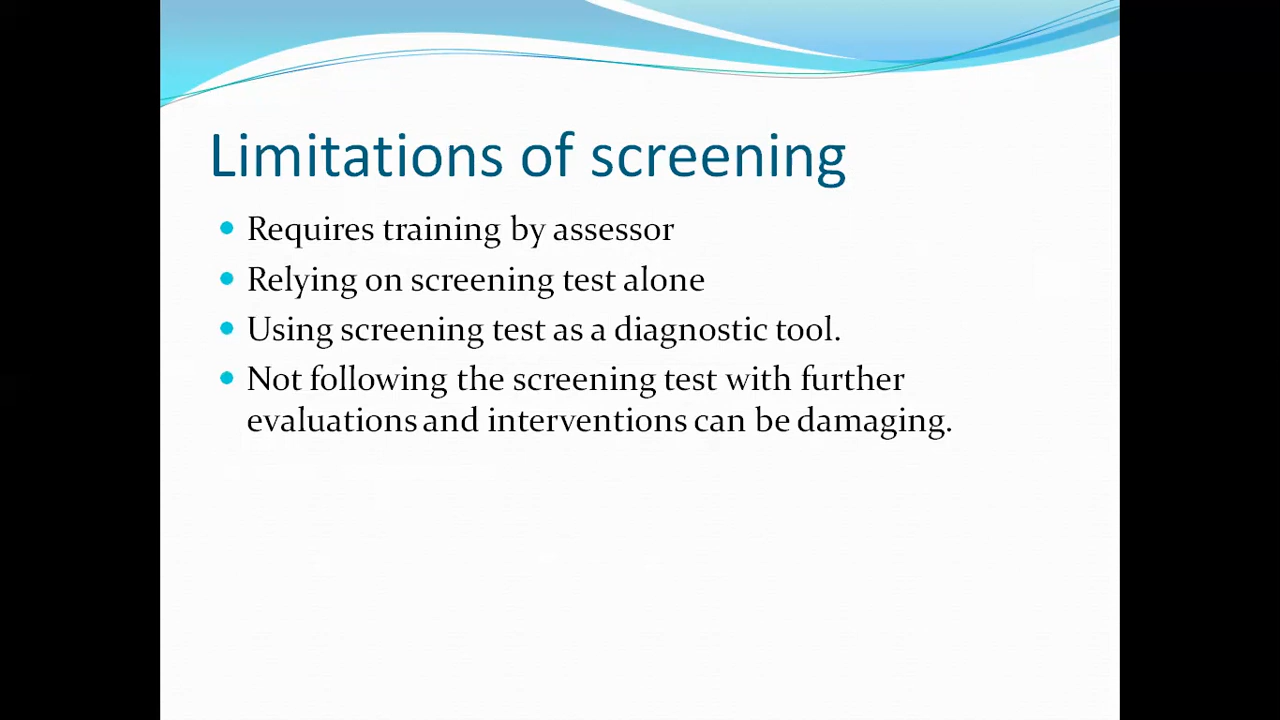 Limitations of screening
Requires training by assessor
Relying on screening test alone
Using screening test as a diagnostic tool.
Not following the screening test with further
evaluations and interventions can be damaging.